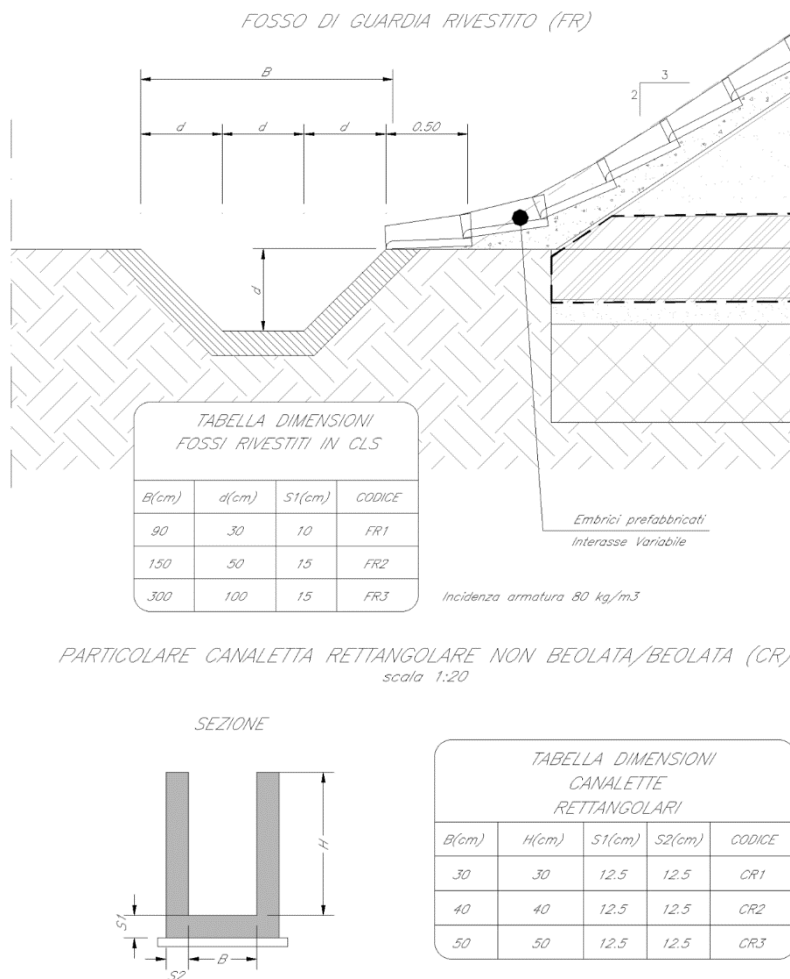 FOSSO DI GUARDIA RIVESTITO (FR)
B
3
2
d d d 0.50
d
TABELLA DIMENSIONI
FOSSI RIVESTITI IN CLS
B(cm) d(cm) S1(cm) CODICE
90 30 10 FR1
150 50 15 FR2
300 100 15 FR3
Embrici prefabbricati
Interasse Variabile
Incidenza armatura 80 kg/m3
PARTICOLARE CANALETTA RETTANGOLARE NON BEOLATA/BEOLATA (CR)
scala 1:20
SEZIONE
H
S1
S2 B
TABELLA DIMENSIONI
CANALETTE
RETTANGOLARI
B(cm) H(cm) S1(cm) S2(cm) CODICE
30 30 12.5 12.5 CR1
40 40 12.5 12.5 CR2
50 50 12.5 12.5 CR3